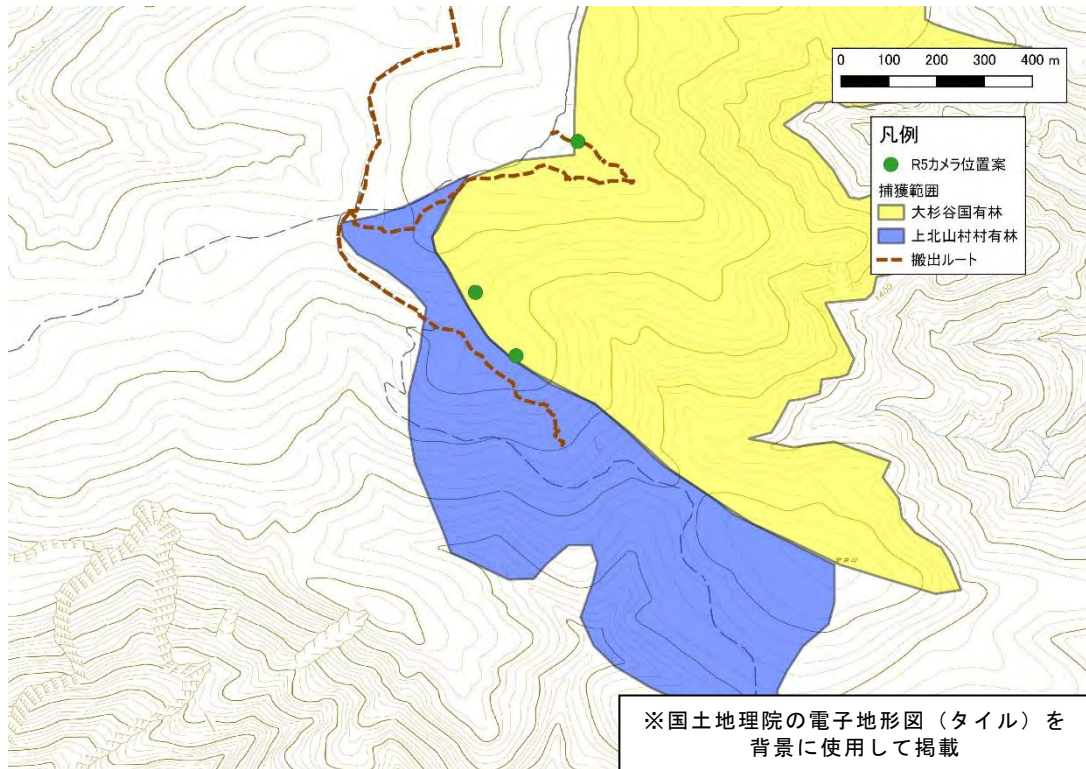 0 100 200 300 400 m
凡例
R5カメラ位置案
捕獲範囲
大杉谷国有林
上北山村村有林
搬出ルート
1400
※国土地理院の電子地形図（タイル）を
背景に使用して掲載